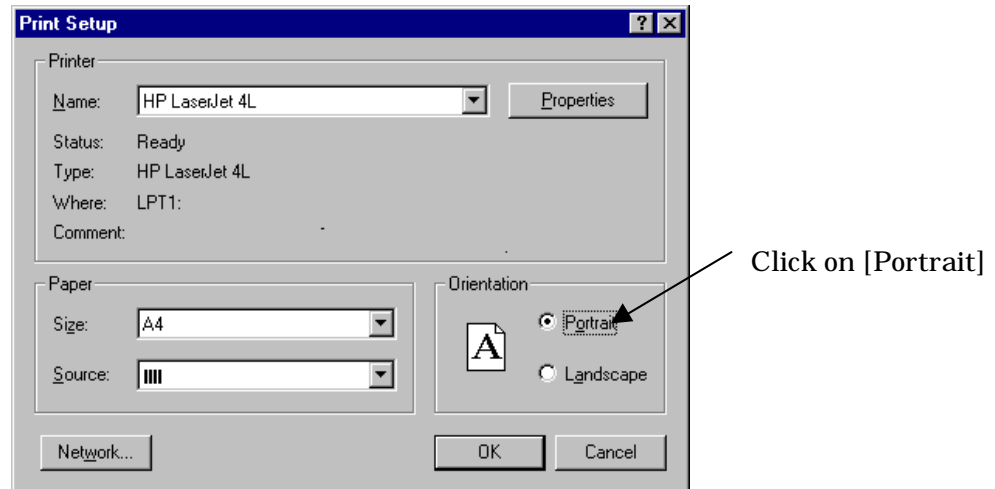 Print Setup
Printer
Name: HP LaserJet 4L Properties
Status: Ready
Type: HP LaserJet 4L
Where: LPT1:
Comment:
Paper
Size: A4
Source:
Orientation
A
Portrait
Landscape
Click on [Portrait]
Network... OK Cancel